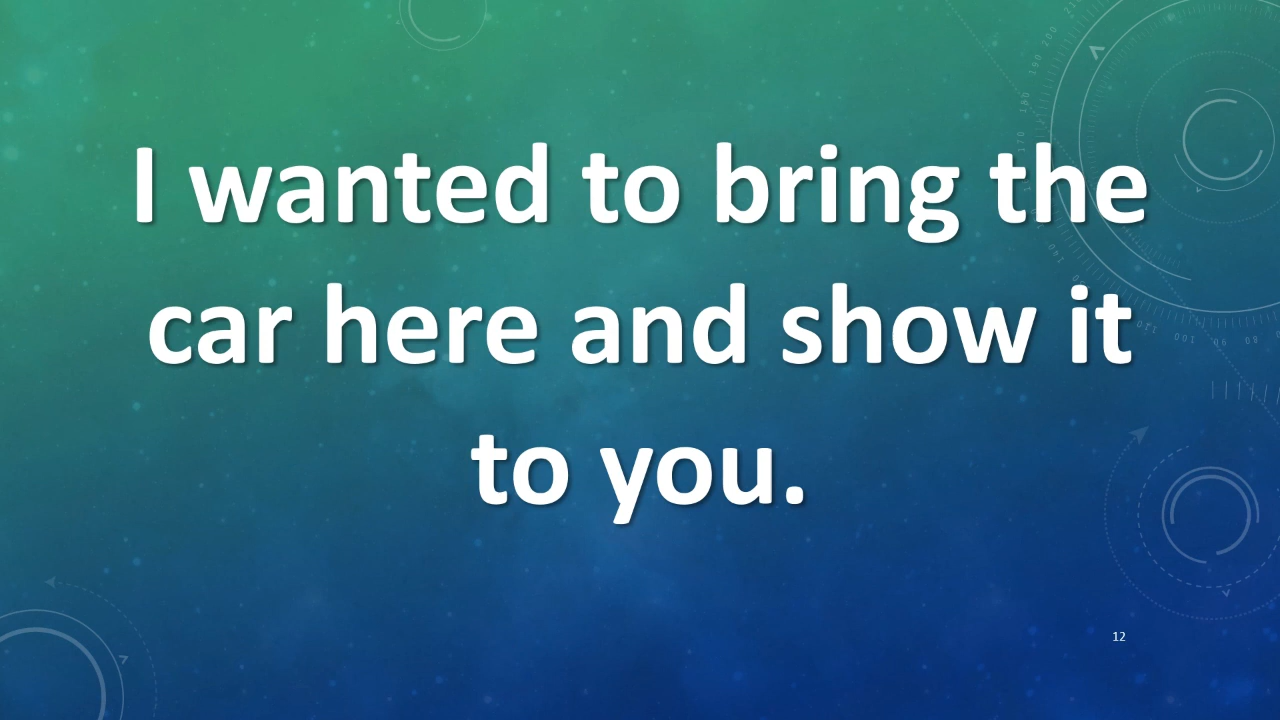 I wanted to bring the
car here and show it
to you.
12